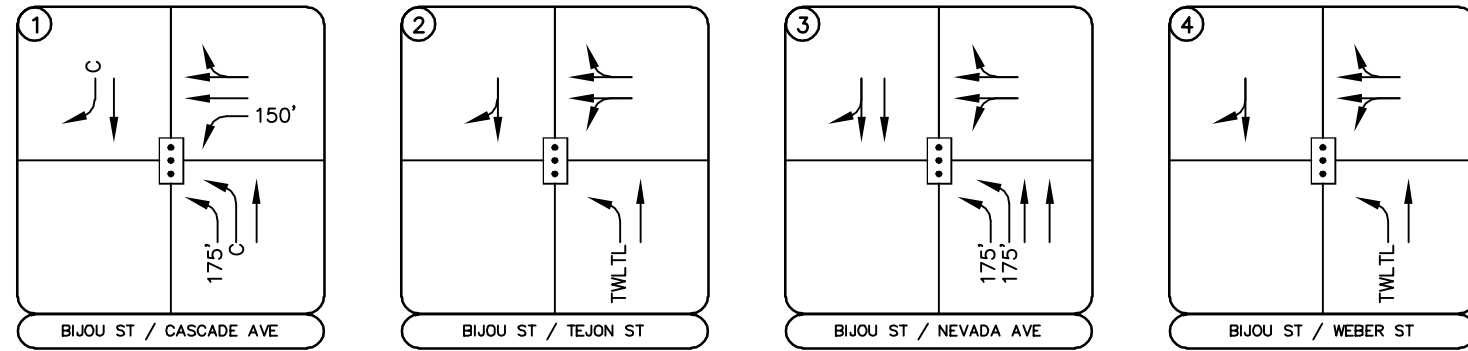 1
C
150'
175'
C
BIJOU ST / CASCADE AVE
2
TWLTL
BIJOU ST / TEJON ST
3
175'
175'
BIJOU ST / NEVADA AVE
4
TWLTL
BIJOU ST / WEBER ST